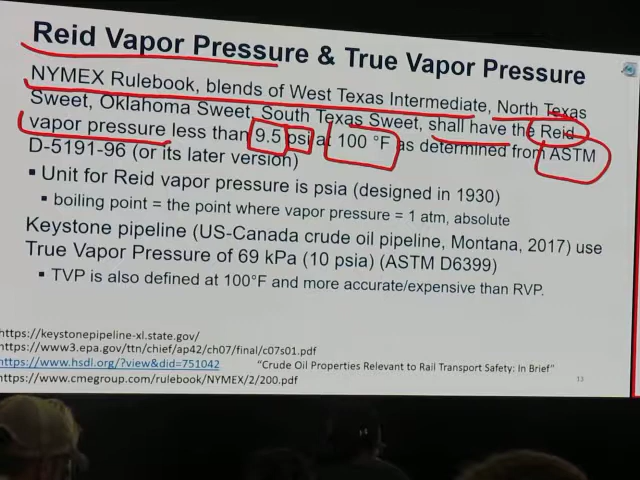 Reid Vapor Pressure & True Vapor Pressure
NYMEX Rulebook, blends of West Texas Intermediate, North Texas
Sweet, Oklahoma Sweet, South Texas Sweet, shall have the Reid
vapor pressure less than 9.5 psi at 100 °F as determined from ASTM
D-5191-96 (or its later version)
▪ Unit for Reid vapor pressure is psia (designed in 1930)
▪ boiling point = the point where vapor pressure = 1 atm, absolute
Keystone pipeline (US-Canada crude oil pipeline, Montana, 2017) use
True Vapor Pressure of 69 kPa (10 psia) (ASTM D6399)
▪ TVP is also defined at 100°F and more accurate/expensive than RVP.
https://keystonepipeline-xl.state.gov/
https://www3.epa.gov/ttn/chief/ap42/ch07/final/c07s01.pdf
https://www.hsdl.org/?view&did=751042 "Crude Oil Properties Relevant to Rail Transport Safety: In Brief"
https://www.cmegroup.com/rulebook/NYMEX/2/200.pdf